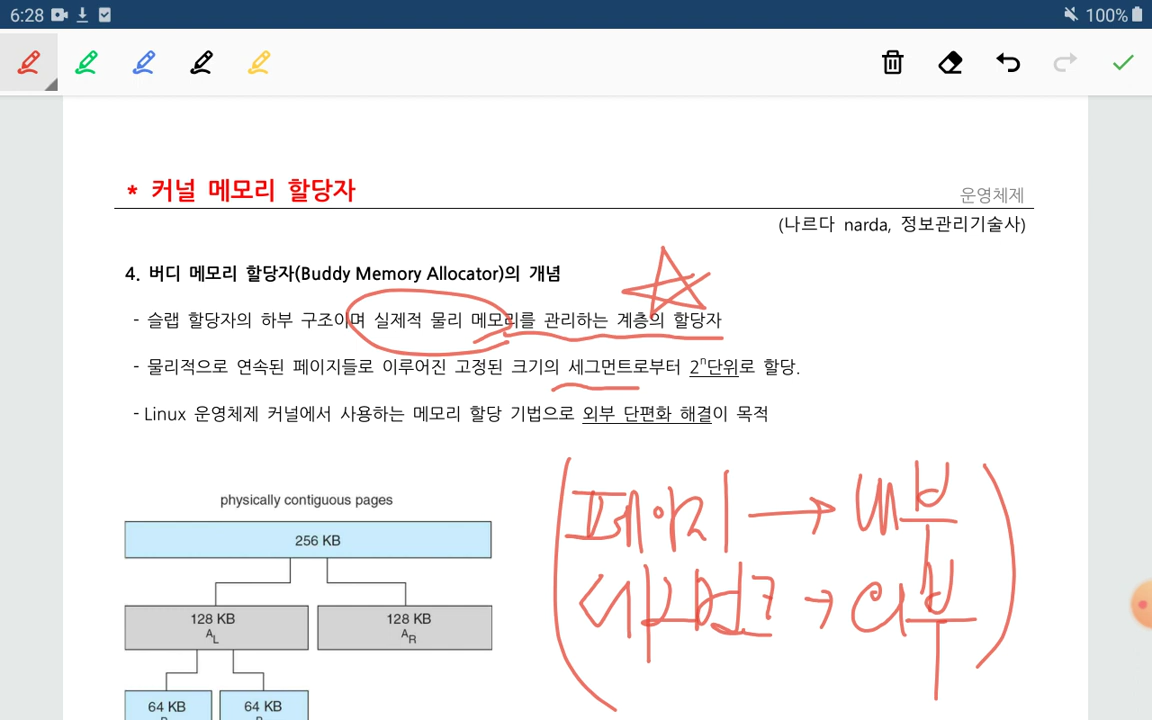 6:28 100%
* 커널 메모리 할당자
운영체제
(나르다 narda, 정보관리기술사)
4. 버디 메모리 할당자(Buddy Memory Allocator)의 개념
- 슬랩 할당자의 하부 구조이며 실제적 물리 메모리를 관리하는 계층의 할당자
- 물리적으로 연속된 페이지들로 이루어진 고정된 크기의 세그먼트로부터 2ⁿ단위로 할당.
- Linux 운영체제 커널에서 사용하는 메모리 할당 기법으로 외부 단편화 해결이 목적
페이지 → 내부
physically contiguous pages
256 KB
→ 외부
128 KB 128 KB
A_L A_R
64 KB 64 KB